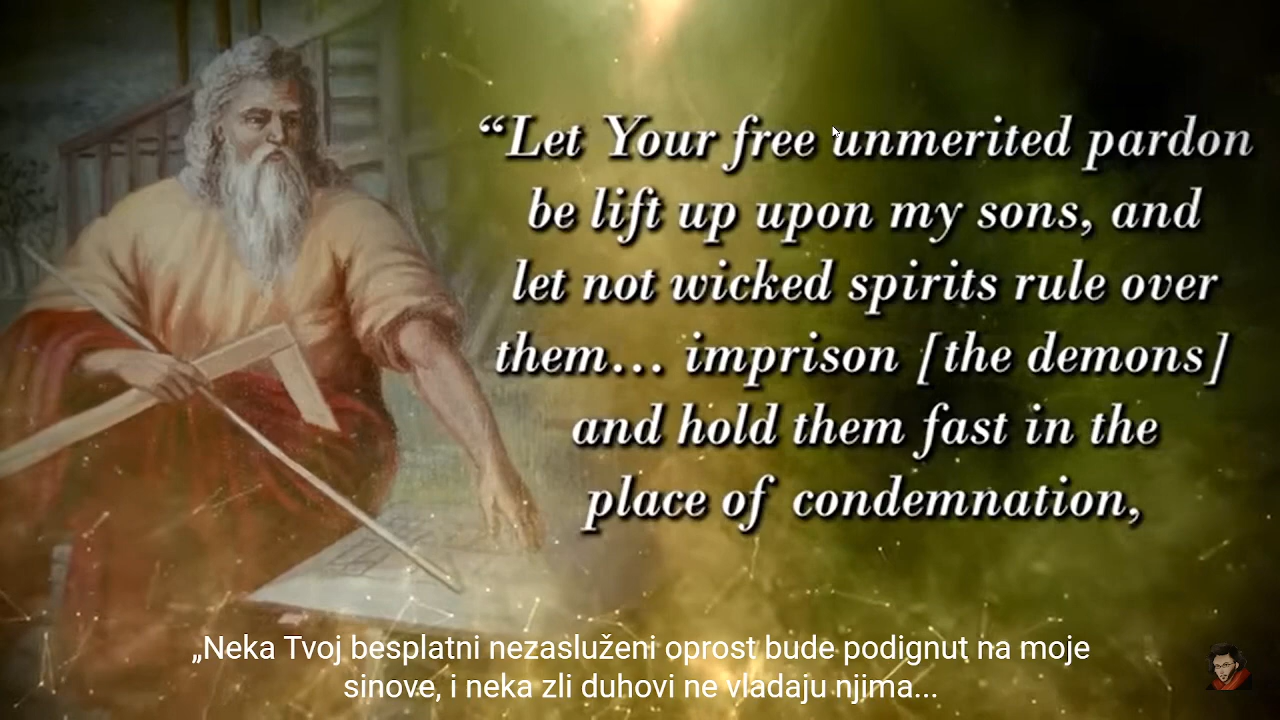 “Let Your free unmerited pardon
be lift up upon my sons, and
let not wicked spirits rule over
them... imprison [the demons]
and hold them fast in the
place of condemnation,
„Neka Tvoj besplatni nezasluženi oprost bude podignut na moje
sinove, i neka zli duhovi ne vladaju njima...